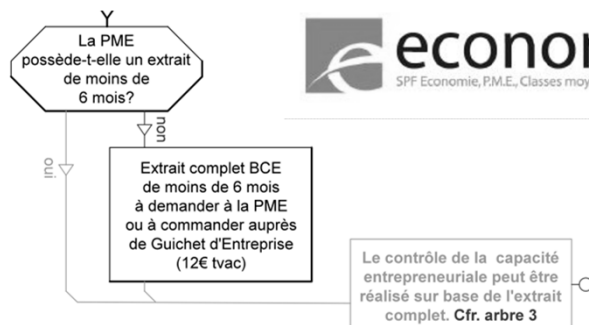 Y
La PME
possède-t-elle un extrait
de moins de
6 mois?
economi
SPF Economie, P.M.E., Classes
non
oui
Extrait complet BCE
de moins de 6 mois
à demander à la PME
ou à commander auprès
de Guichet d'Entreprise
(12€ tvac)
Le contrôle de la capacité
entrepreneuriale peut être
réalisé sur base de l'extrait
complet. Cfr. arbre 3